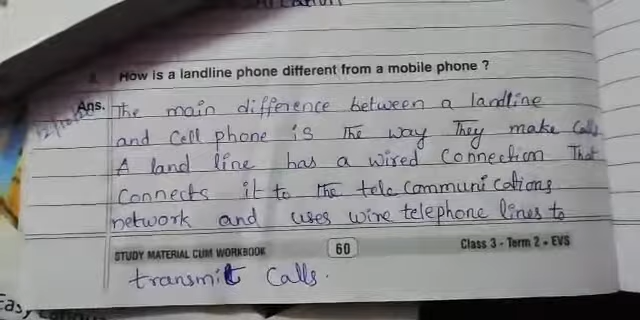 How is a landline phone different from a mobile phone ?
Ans. The main difference between a landline
and Cell phone is The way They make Calls
A land line has a wired Connection That
Connects it to the tele communications
network and uses wire telephone lines to
STUDY MATERIAL CUM WORKBOOK 60 Class 3 - Term 2 • EVS
transmit Calls.